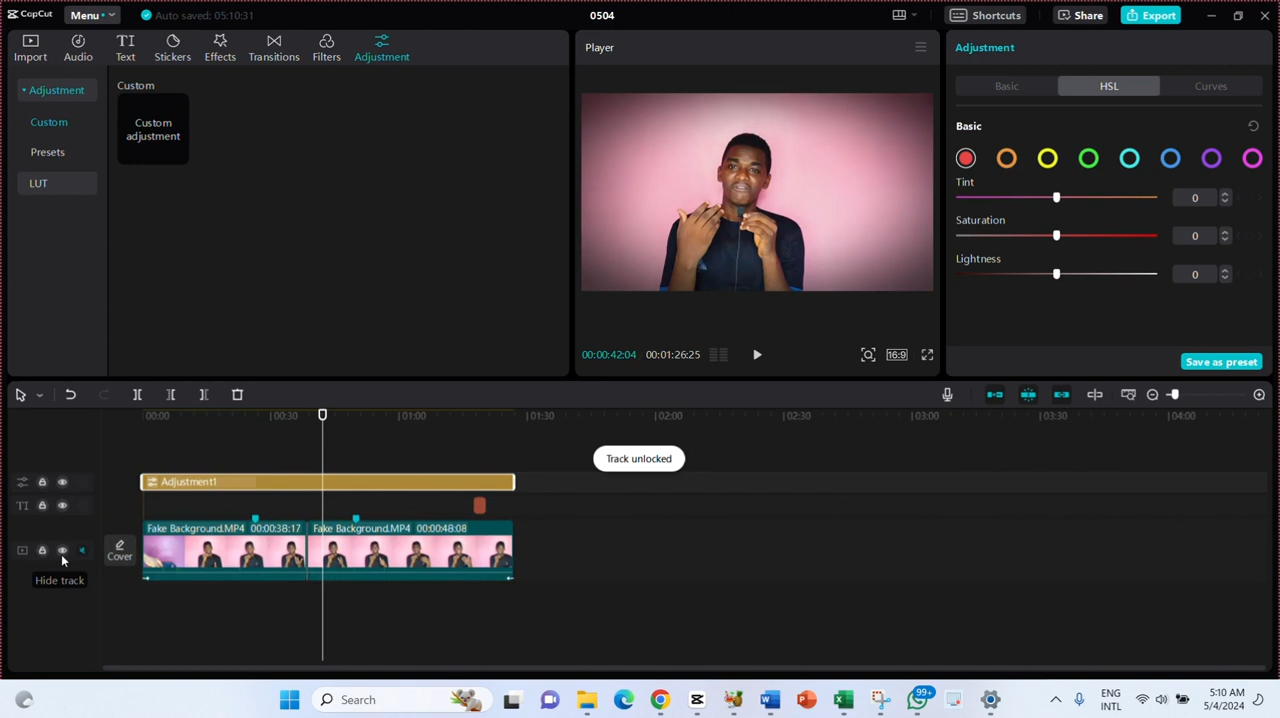 CapCut Menu Auto saved: 05:10:31 0504 Shortcuts Share Export
Import Audio Text Stickers Effects Transitions Filters Adjustment
Adjustment
Custom
Presets
LUT
Custom
Custom
adjustment
Player
00:00:42:04 00:01:26:25 16:9
Adjustment
Basic HSL Curves
Basic
Tint
0
Saturation
0
Lightness
0
Save as preset
00:00 00:30 01:00 01:30 02:00 02:30 03:00 03:30 04:00
Track unlocked
Adjustment1
TI
Fake Background.MP4 00:00:38:17 Fake Background.MP4 00:00:48:08
Cover
Hide track
Search
99+
ENG
INTL
5:10 AM
5/4/2024